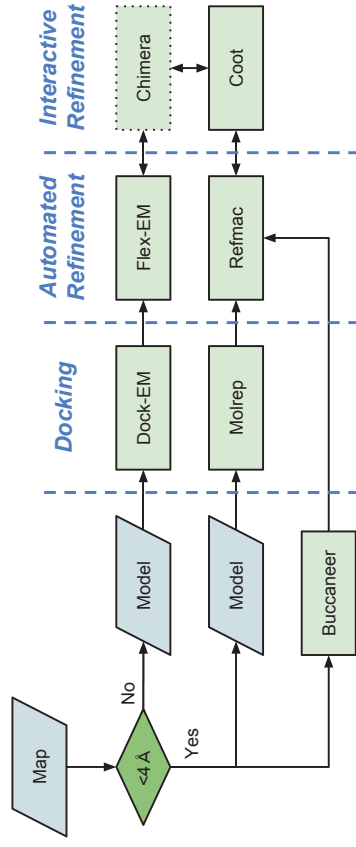 Docking
Automated
Refinement
Interactive
Refinement
Map
<4 Å
No
Yes
Model
Dock-EM
Flex-EM
Chimera
Model
Molrep
Refmac
Coot
Buccaneer